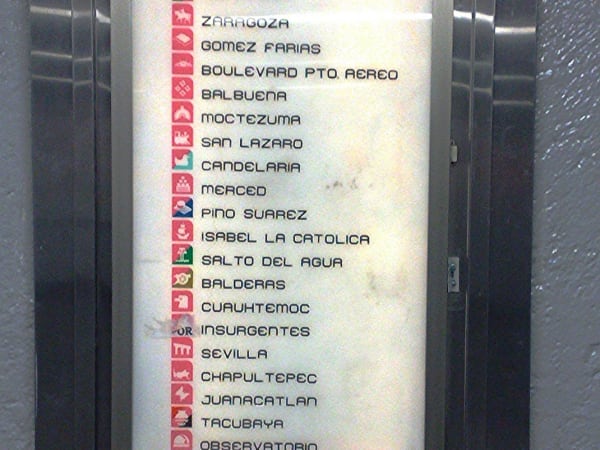 ZARAGOZA
GOMEZ FARIAS
BOULEVARD PTO. AEREO
BALBUENA
MOCTEZUMA
SAN LAZARO
CANDELARIA
MERCED
PINO SUAREZ
ISABEL LA CATOLICA
SALTO DEL AGUA
BALDERAS
CUAUHTEMOC
INSURGENTES
SEVILLA
CHAPULTEPEC
JUANACATLAN
TACUBAYA
OBSERVATORIO